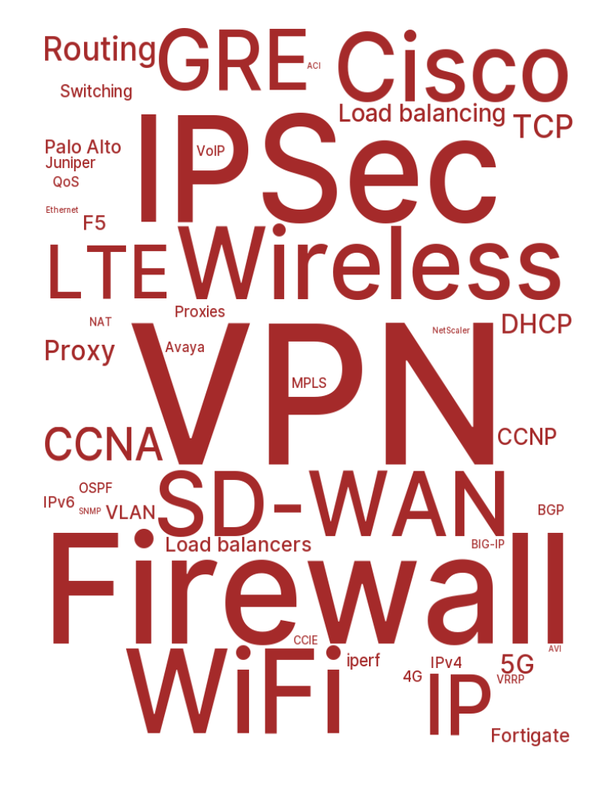 Routing GRE ACI Cisco
Switching
Load balancing TCP
Palo Alto IPSec VoIP
Juniper
QoS
Ethernet
F5
LTE Wireless
Proxies
NAT VPN NetScaler DHCP
Proxy Avaya
MPLS
CCNA CCNP
SD-WAN
IPv6 OSPF
SNMP VLAN BGP
Load balancers BIG-IP
Firewall
CCIE AVI
WiFi iperf IPv4 5G
4G IP VRRP
Fortigate